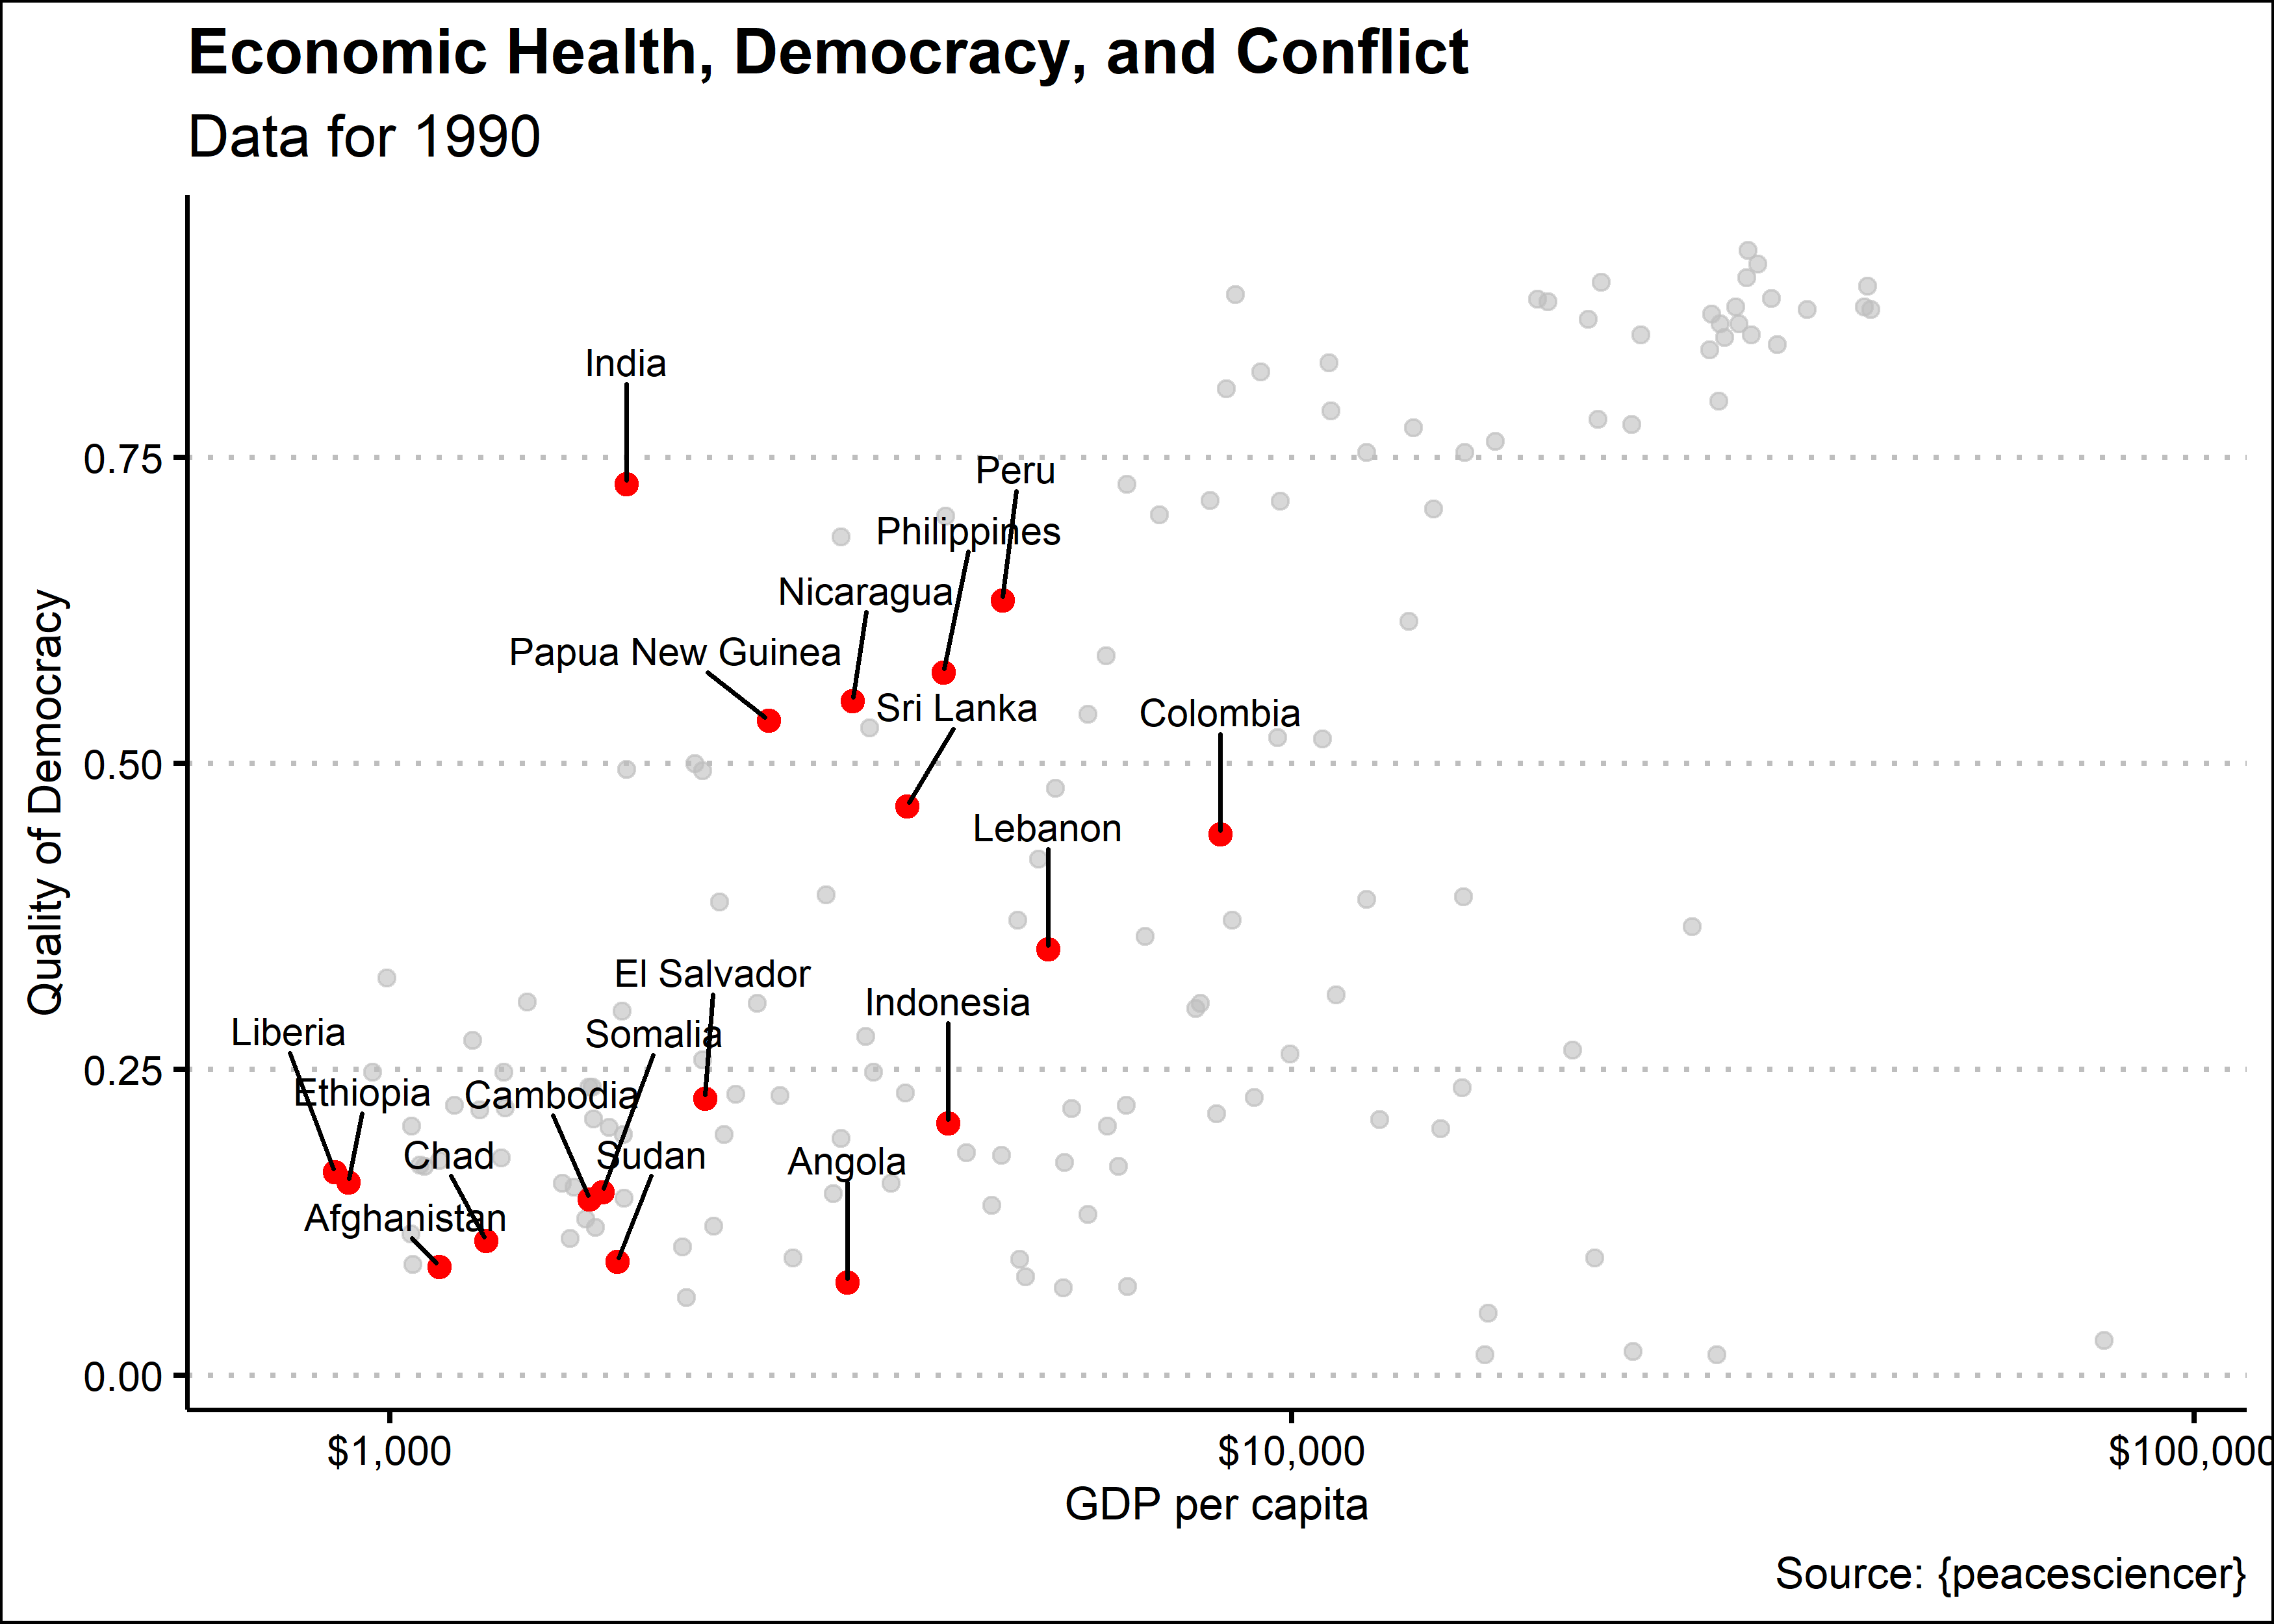 Economic Health, Democracy, and Conflict
Data for 1990
India
0.75
Peru
Philippines
Nicaragua
Papua New Guinea
Sri Lanka
Colombia
0.50
Lebanon
El Salvador
Indonesia
Liberia
Somalia
0.25
Ethiopia
Cambodia
Chad
Sudan
Angola
Afghanistan
0.00
Quality of Democracy
$1,000
$10,000
$100,000
GDP per capita
Source: {peacesciencer}